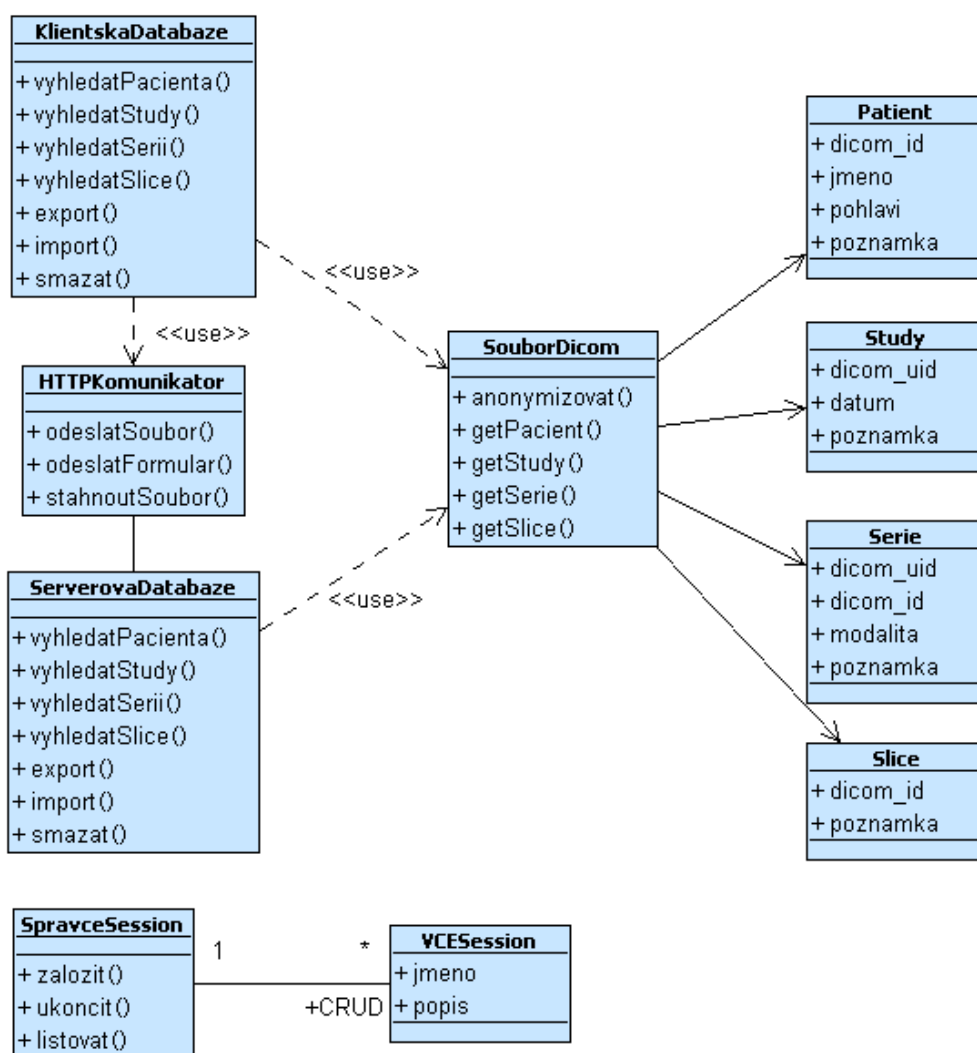 KlientskaDatabaze
+ vyhledatPacienta()
+ vyhledatStudy()
+ vyhledatSerii()
+ vyhledatSlice()
+ export()
+ import()
+ smazat()
<<use>>
<<use>>
HTTPKomunikator
+ odeslatSoubor()
+ odeslatFormular()
+ stahnoutSoubor()
ServerovaDatabaze
+ vyhledatPacienta()
+ vyhledatStudy()
+ vyhledatSerii()
+ vyhledatSlice()
+ export()
+ import()
+ smazat()
<<use>>
SouborDicom
+ anonymizovat()
+ getPacient()
+ getStudy()
+ getSerie()
+ getSlice()
Patient
+ dicom_id
+ jmeno
+ pohlavi
+ poznamka
Study
+ dicom_uid
+ datum
+ poznamka
Serie
+ dicom_uid
+ dicom_id
+ modalita
+ poznamka
Slice
+ dicom_id
+ poznamka
SpravceSession
+ zalozit()
+ ukoncit()
+ listovat()
1
*
+CRUD
VCESession
+ jmeno
+ popis